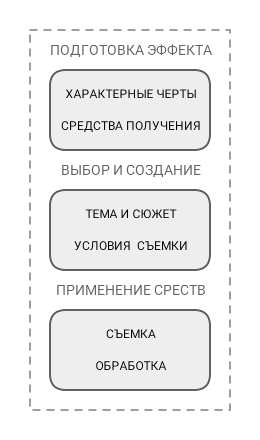 ПОДГОТОВКА ЭФФЕКТА
ХАРАКТЕРНЫЕ ЧЕРТЫ
СРЕДСТВА ПОЛУЧЕНИЯ
ВЫБОР И СОЗДАНИЕ
ТЕМА И СЮЖЕТ
УСЛОВИЯ СЪЕМКИ
ПРИМЕНЕНИЕ СРЕСТВ
СЪЕМКА
ОБРАБОТКА